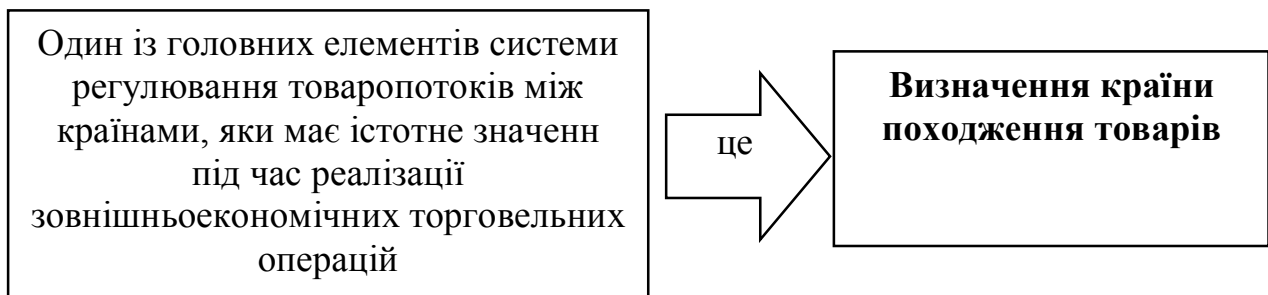 Один із головних елементів системи
регулювання товаропотоків між
країнами, яки має істотне значенн
під час реалізації
зовнішньоекономічних торговельних
операцій
це
Визначення країни
походження товарів